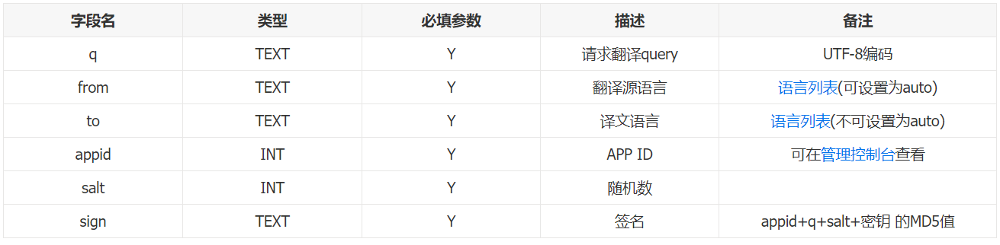 字段名 类型 必填参数 描述 备注
q TEXT Y 请求翻译query UTF-8编码
from TEXT Y 翻译源语言 语言列表(可设置为auto)
to TEXT Y 译文语言 语言列表(不可设置为auto)
appid INT Y APP ID 可在管理控制台查看
salt INT Y 随机数
sign TEXT Y 签名 appid+q+salt+密钥 的MD5值